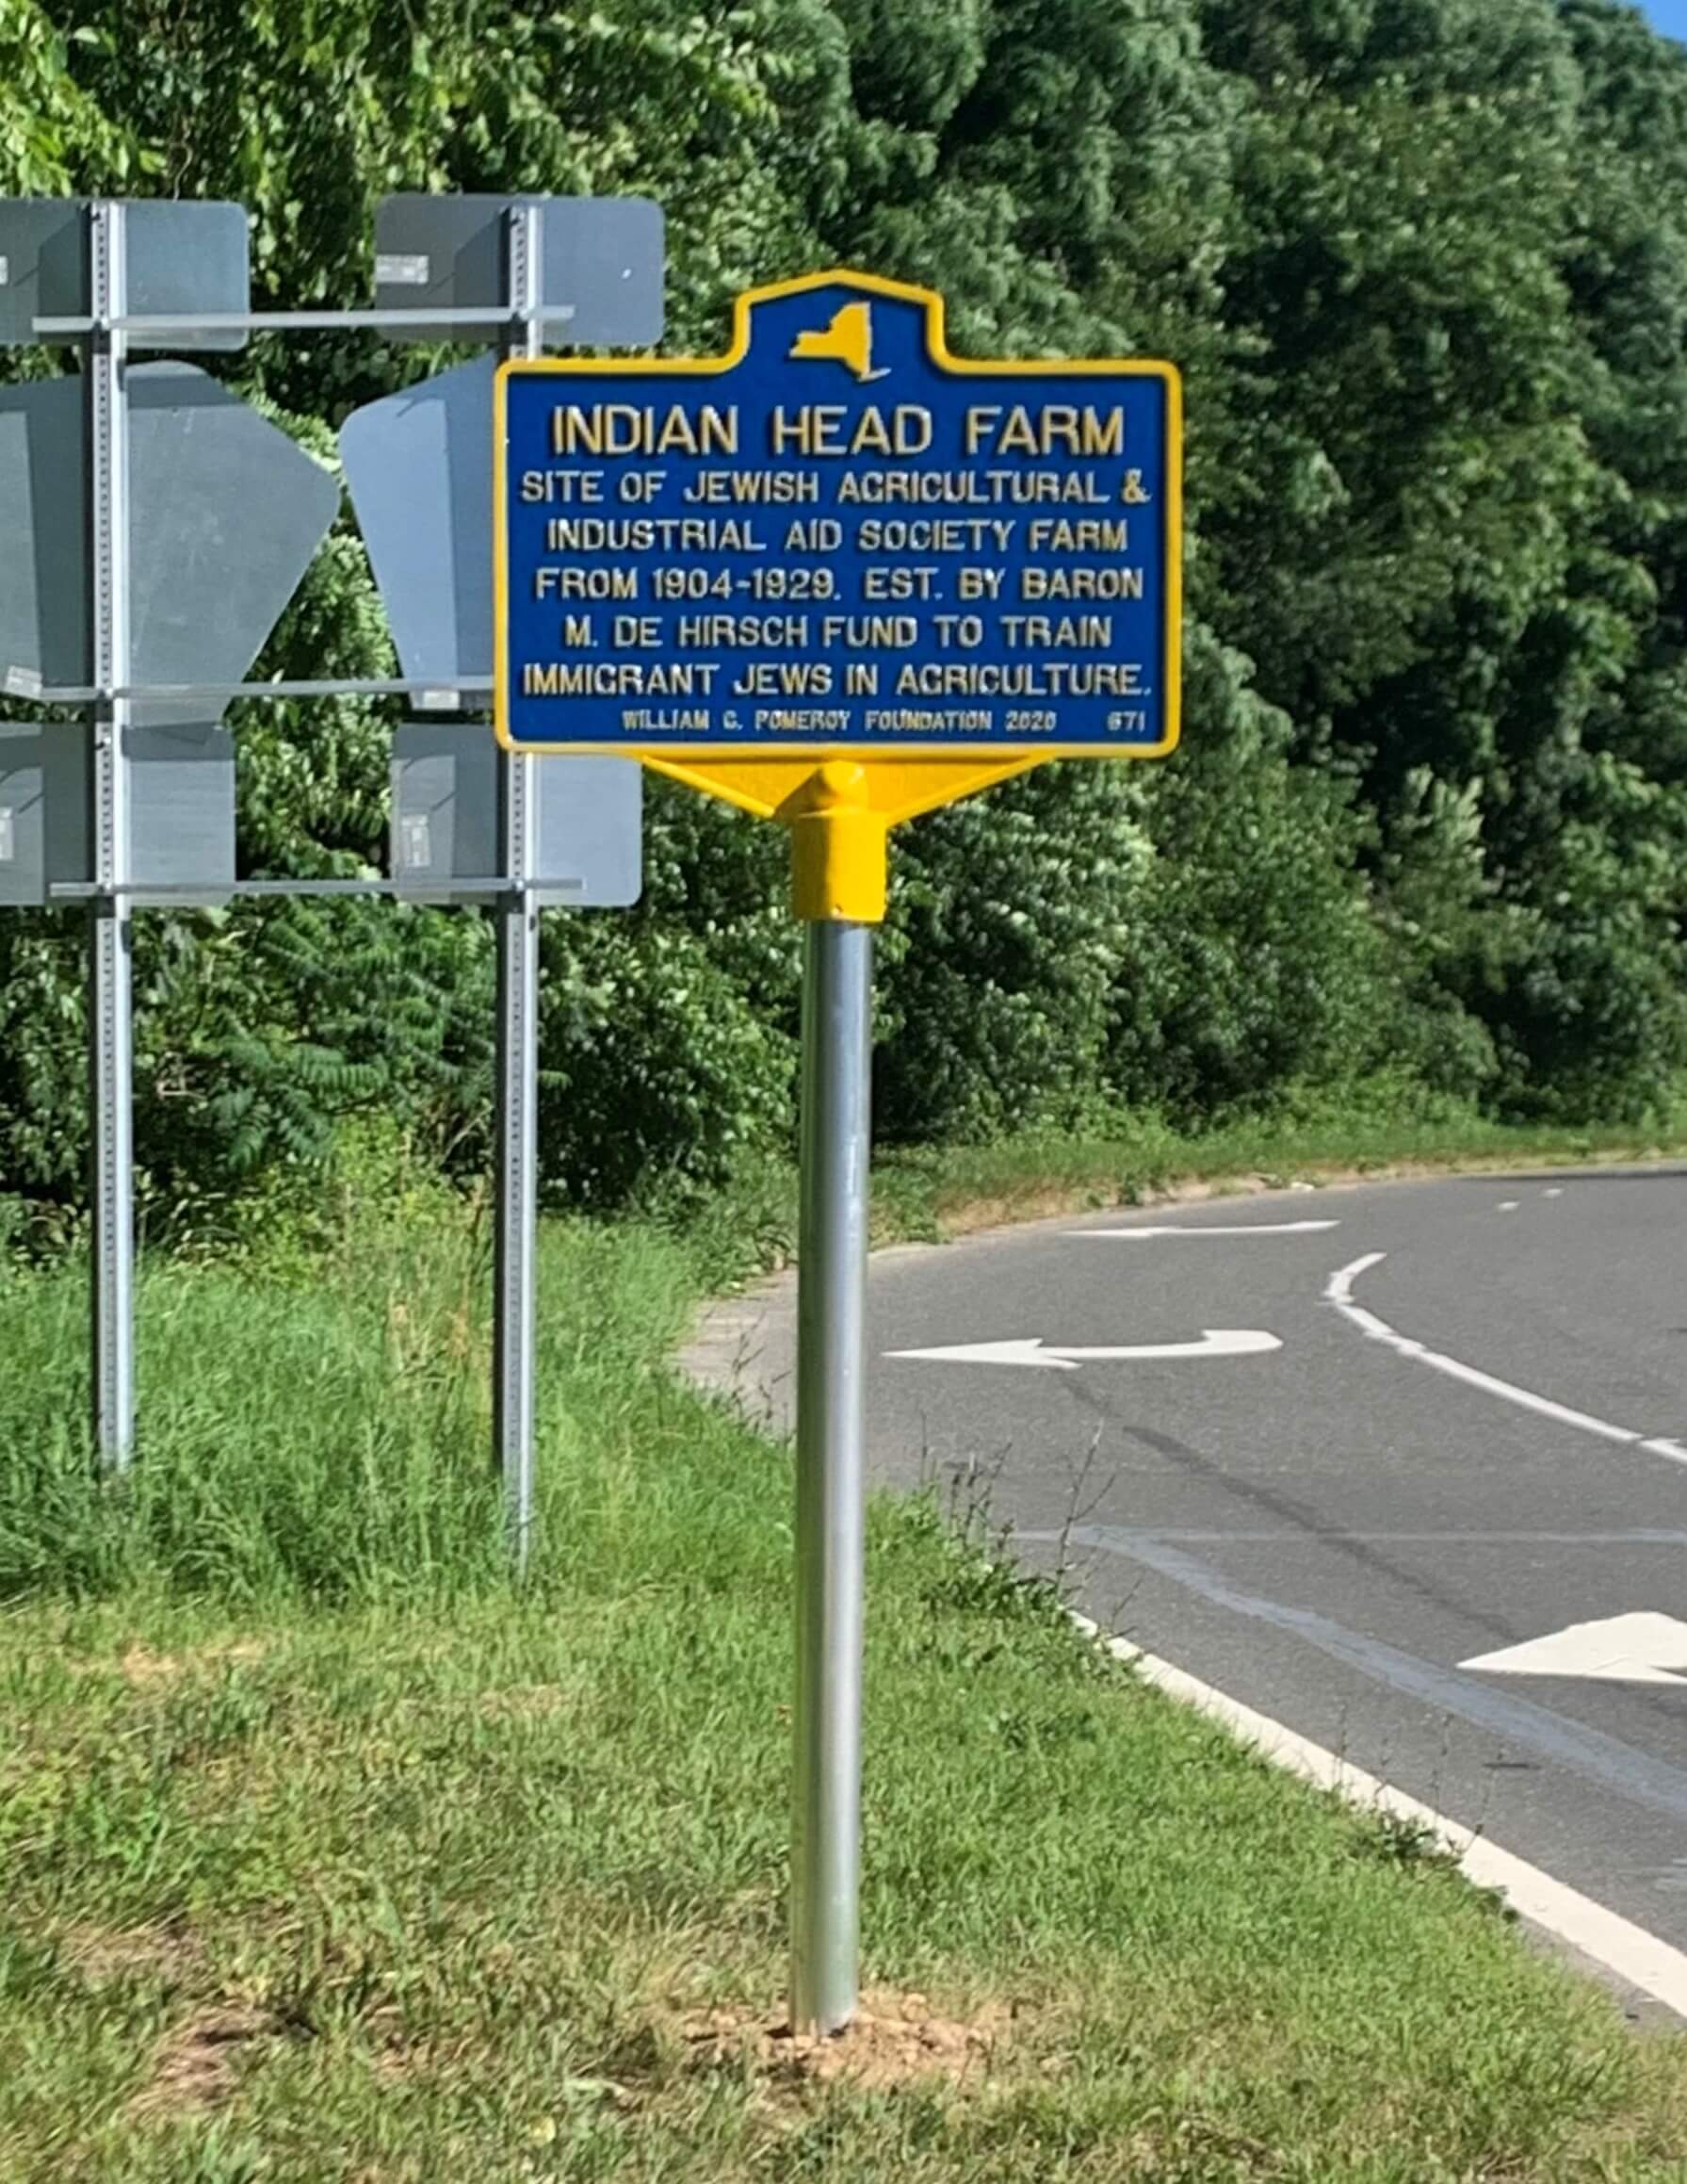 INDIAN HEAD FARM
SITE OF JEWISH AGRICULTURAL &
INDUSTRIAL AID SOCIETY FARM
FROM 1904-1929. EST. BY BARON
M. DE HIRSCH FUND TO TRAIN
IMMIGRANT JEWS IN AGRICULTURE.
WILLIAM G. POMEROY FOUNDATION 2020 671